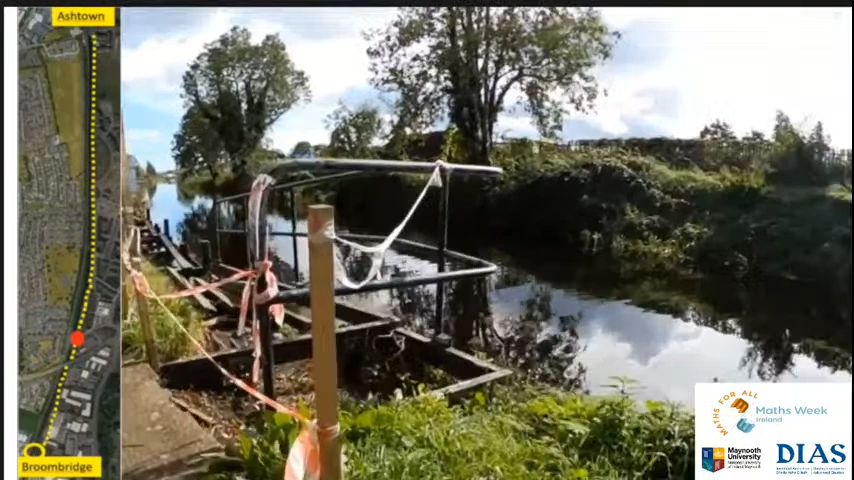 Ashtown
Broombridge
MATHS FOR ALL
Maths Week
Ireland
Maynooth
University
DIAS